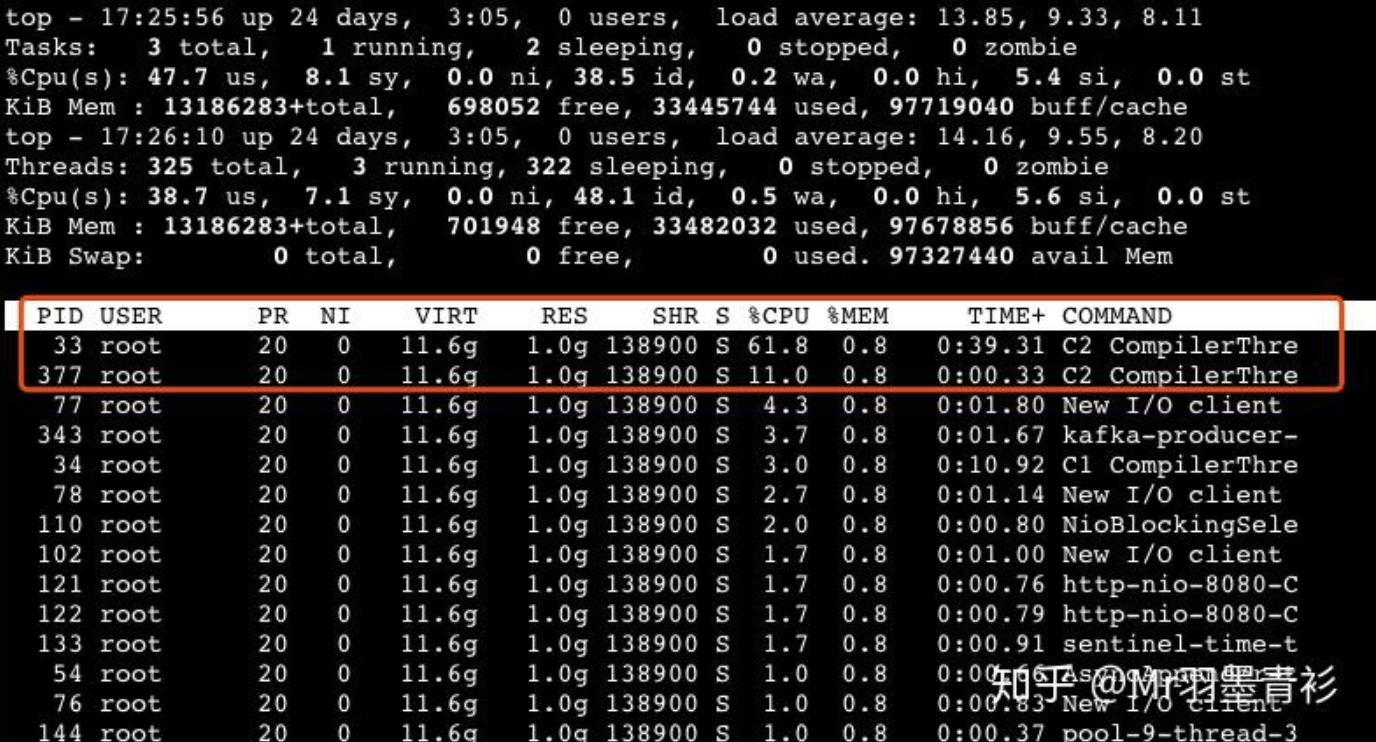 top - 17:25:56 up 24 days,  3:05,  0 users,  load average: 13.85, 9.33, 8.11
Tasks:   3 total,   1 running,   2 sleeping,   0 stopped,   0 zombie
%Cpu(s): 47.7 us,  8.1 sy,  0.0 ni, 38.5 id,  0.2 wa,  0.0 hi,  5.4 si,  0.0 st
KiB Mem : 13186283+total,   698052 free, 33445744 used, 97719040 buff/cache
top - 17:26:10 up 24 days,  3:05,  0 users,  load average: 14.16, 9.55, 8.20
Threads: 325 total,   3 running, 322 sleeping,   0 stopped,   0 zombie
%Cpu(s): 38.7 us,  7.1 sy,  0.0 ni, 48.1 id,  0.5 wa,  0.0 hi,  5.6 si,  0.0 st
KiB Mem : 13186283+total,   701948 free, 33482032 used, 97678856 buff/cache
KiB Swap:        0 total,        0 free,        0 used. 97327440 avail Mem
PID USER      PR  NI    VIRT    RES    SHR S %CPU %MEM     TIME+ COMMAND
33 root      20   0   11.6g   1.0g 138900 S 61.8  0.8   0:39.31 C2 CompilerThre
377 root      20   0   11.6g   1.0g 138900 S 11.0  0.8   0:00.33 C2 CompilerThre
77 root      20   0   11.6g   1.0g 138900 S  4.3  0.8   0:01.80 New I/O client
343 root      20   0   11.6g   1.0g 138900 S  3.7  0.8   0:01.67 kafka-producer-
34 root      20   0   11.6g   1.0g 138900 S  3.0  0.8   0:10.92 C1 CompilerThre
78 root      20   0   11.6g   1.0g 138900 S  2.7  0.8   0:01.14 New I/O client
110 root      20   0   11.6g   1.0g 138900 S  2.0  0.8   0:00.80 NioBlockingSele
102 root      20   0   11.6g   1.0g 138900 S  1.7  0.8   0:01.00 New I/O client
121 root      20   0   11.6g   1.0g 138900 S  1.7  0.8   0:00.76 http-nio-8080-C
122 root      20   0   11.6g   1.0g 138900 S  1.7  0.8   0:00.79 http-nio-8080-C
133 root      20   0   11.6g   1.0g 138900 S  1.7  0.8   0:00.91 sentinel-time-t
54 root      20   0   11.6g   1.0g 138900 S  1.0  0.8
76 root      20   0   11.6g   1.0g 138900 S  1.0  0.8   0:00.83 New I/O client
144 root      20   0   11.6g   1.0g 138900 S  1.0  0.8   0:00.37 pool-9-thread-3
知乎 @Mr羽墨青衫